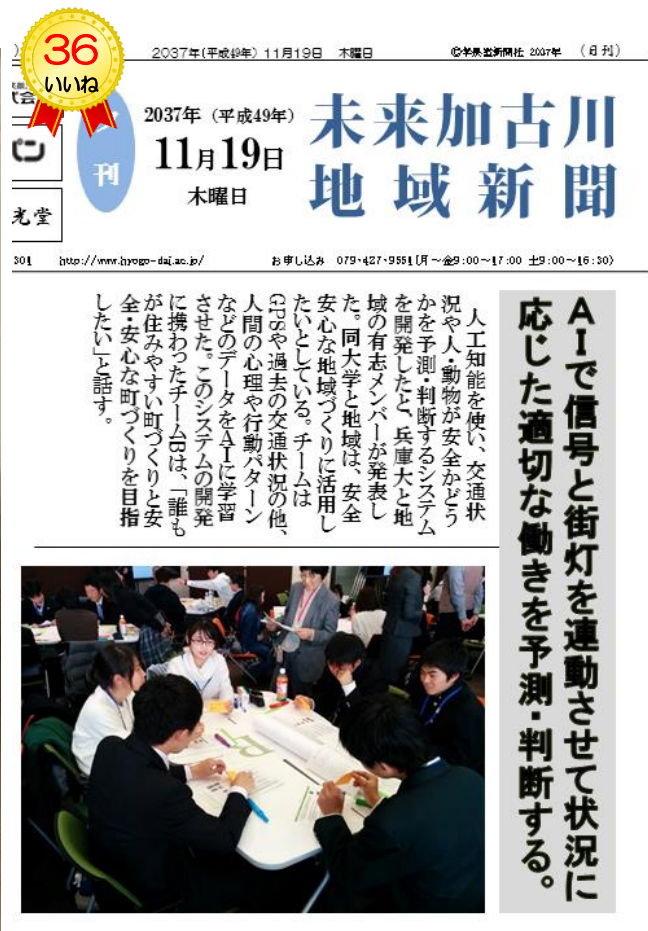 36
いいね
2037年(平成49年) 11月19日 木曜日
2037年 (日刊)
パン
光堂
刊
2037年（平成49年）
11月19日
木曜日
未来加古川
地域新聞
301 http://www.hyogo-dai.ac.jp/ お申し込み 079-427-9551(月～金9:00～17:00 土9:00～16:30)
AIで信号と街灯を連動させて状況に
応じた適切な働きを予測・判断する。
人工知能を使い、交通状
況や人・動物が安全かどう
かを予測・判断するシステム
を開発したと、兵庫大と地
域の有志メンバーが発表し
た。同大学と地域は、安全
安心な地域づくりに活用し
たいとしている。チームは
GPSや過去の交通状況の他、
人間の心理や行動パターン
などのデータをAIに学習
させた。このシステムの開発
に携わったチームBは、「誰も
が住みやすい町づくりと安
全・安心な町づくりを目指
したい」と話す。
B